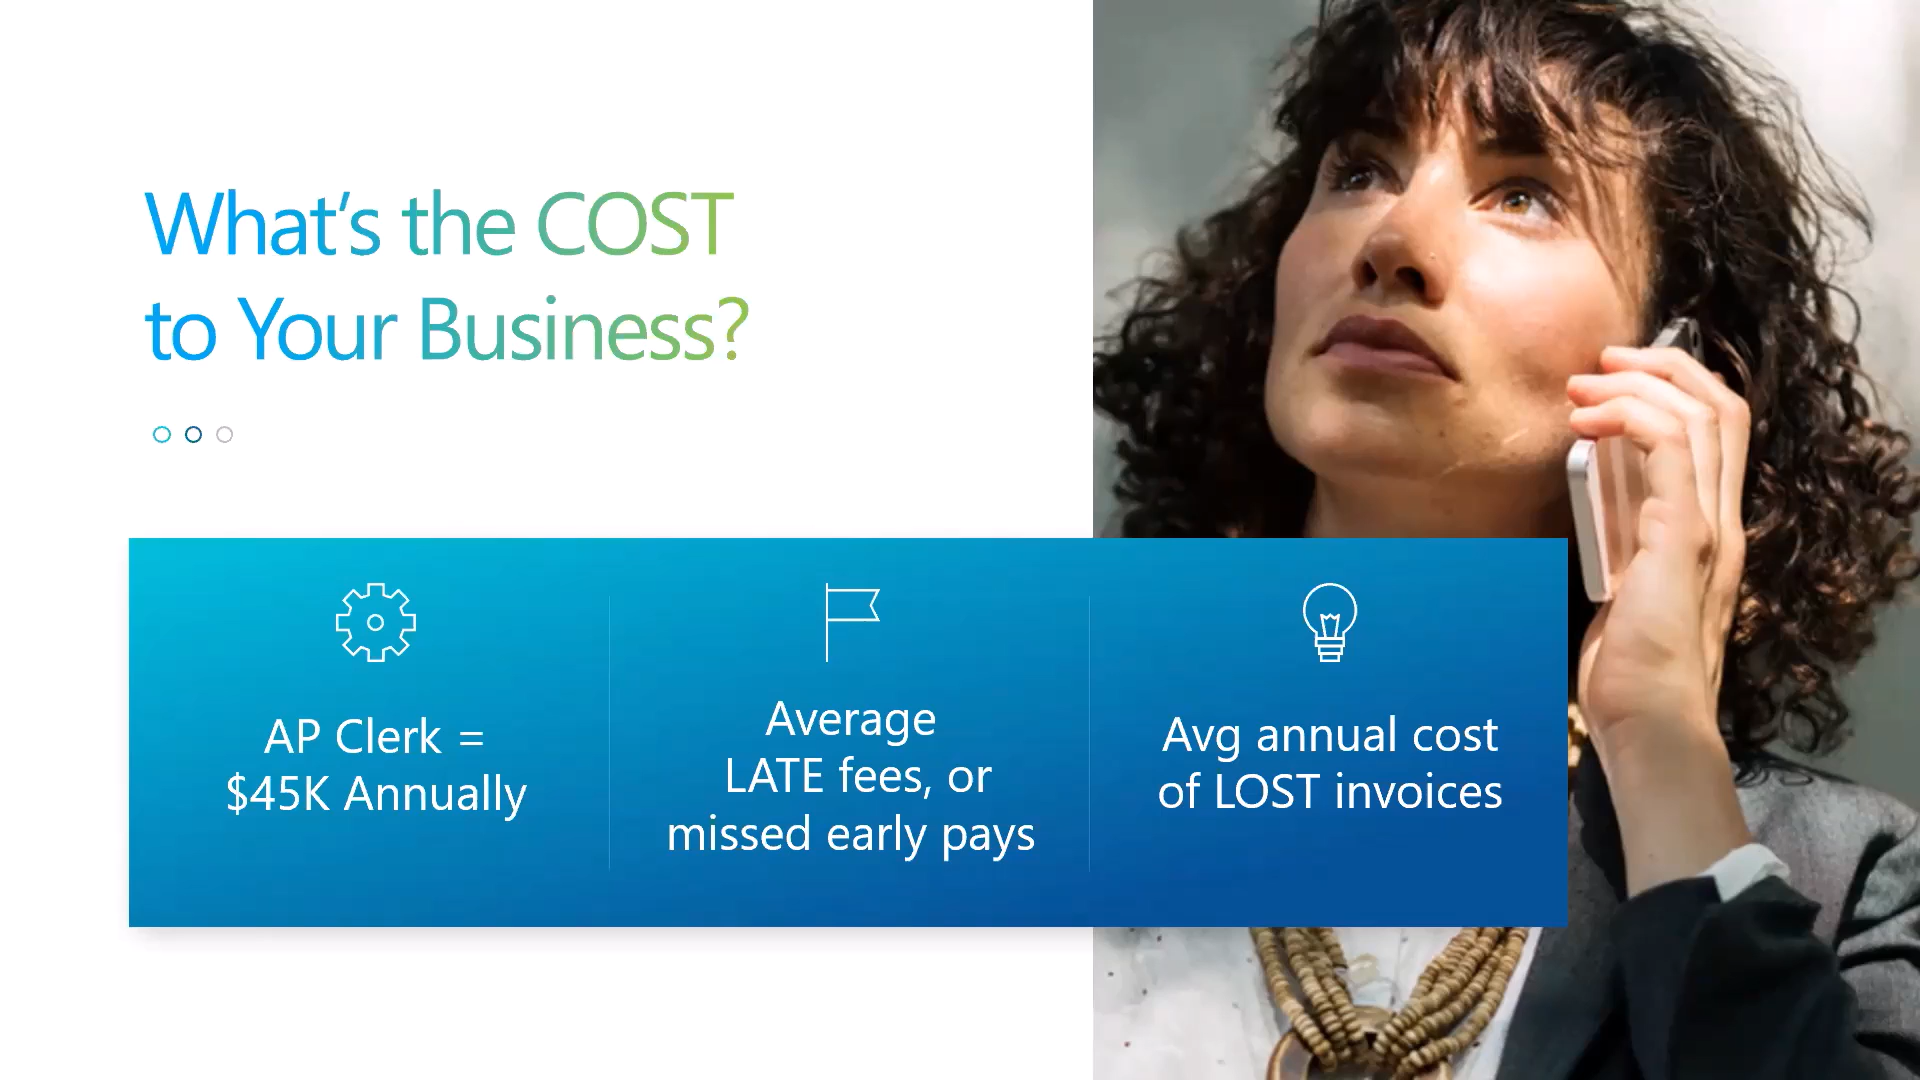 What's the COST
to Your Business?
AP Clerk =
$45K Annually
Average
LATE fees, or
missed early pays
Avg annual cost
of LOST invoices